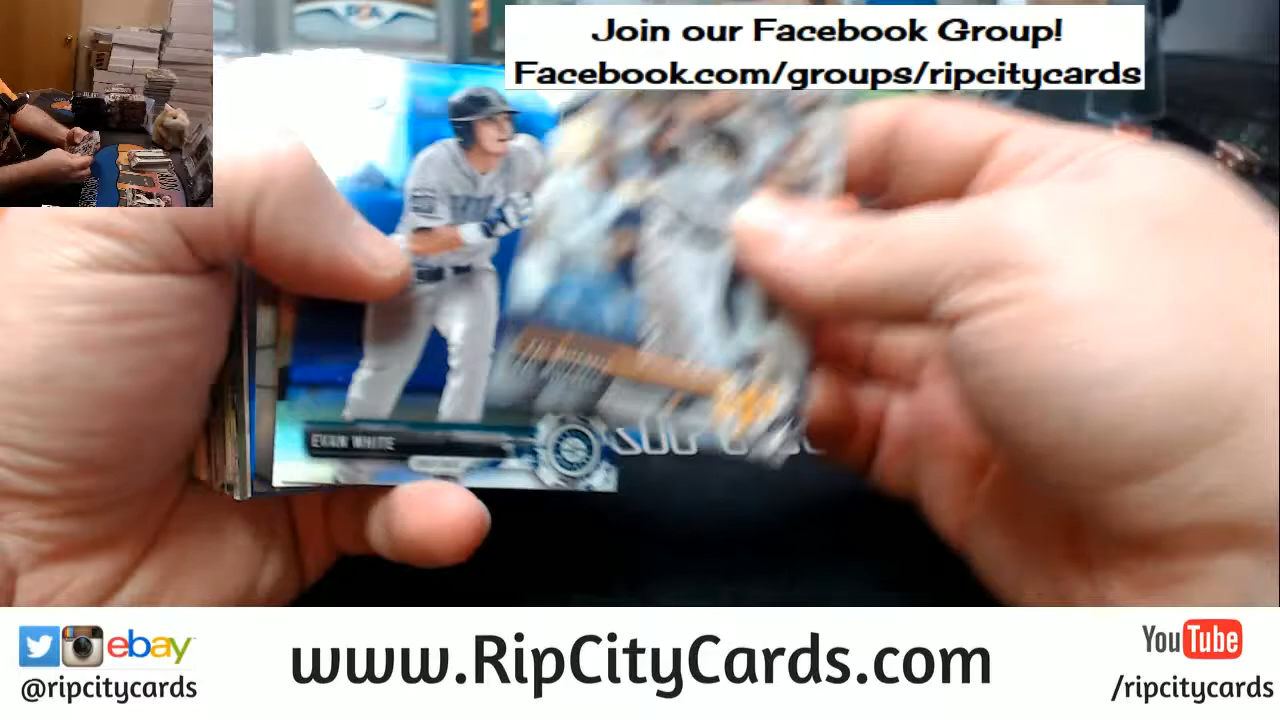 Join our Facebook Group!
Facebook.com/groups/ripcitycards
EVAN WHITE
ebay
@ripcitycards
www.RipCityCards.com
YouTube
/ripcitycards